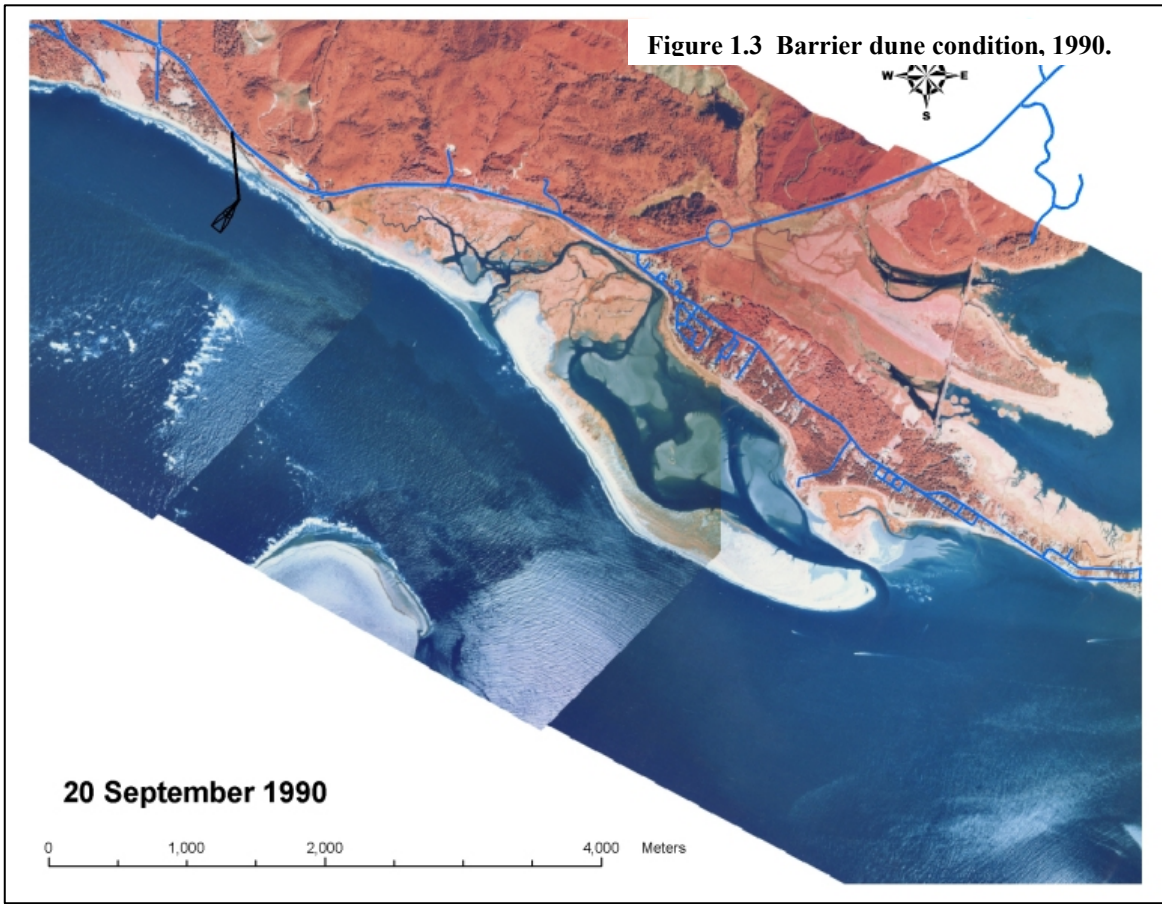 Figure 1.3  Barrier dune condition, 1990.
W E
S
20 September 1990
0 1,000 2,000 4,000 Meters